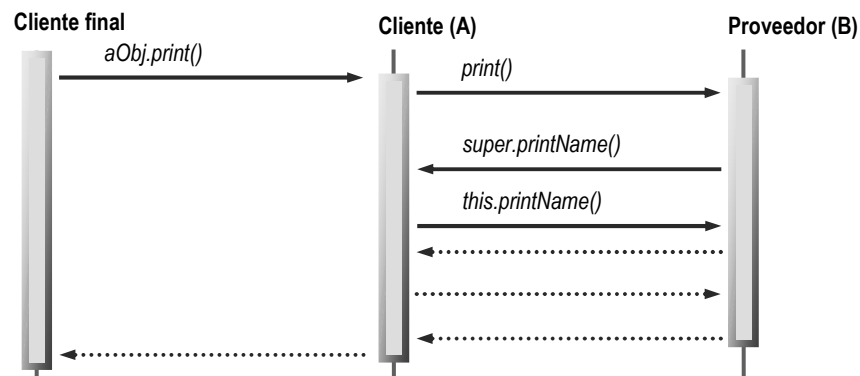 Cliente final
Cliente (A)
Proveedor (B)
aObj.print()
print()
super.printName()
this.printName()